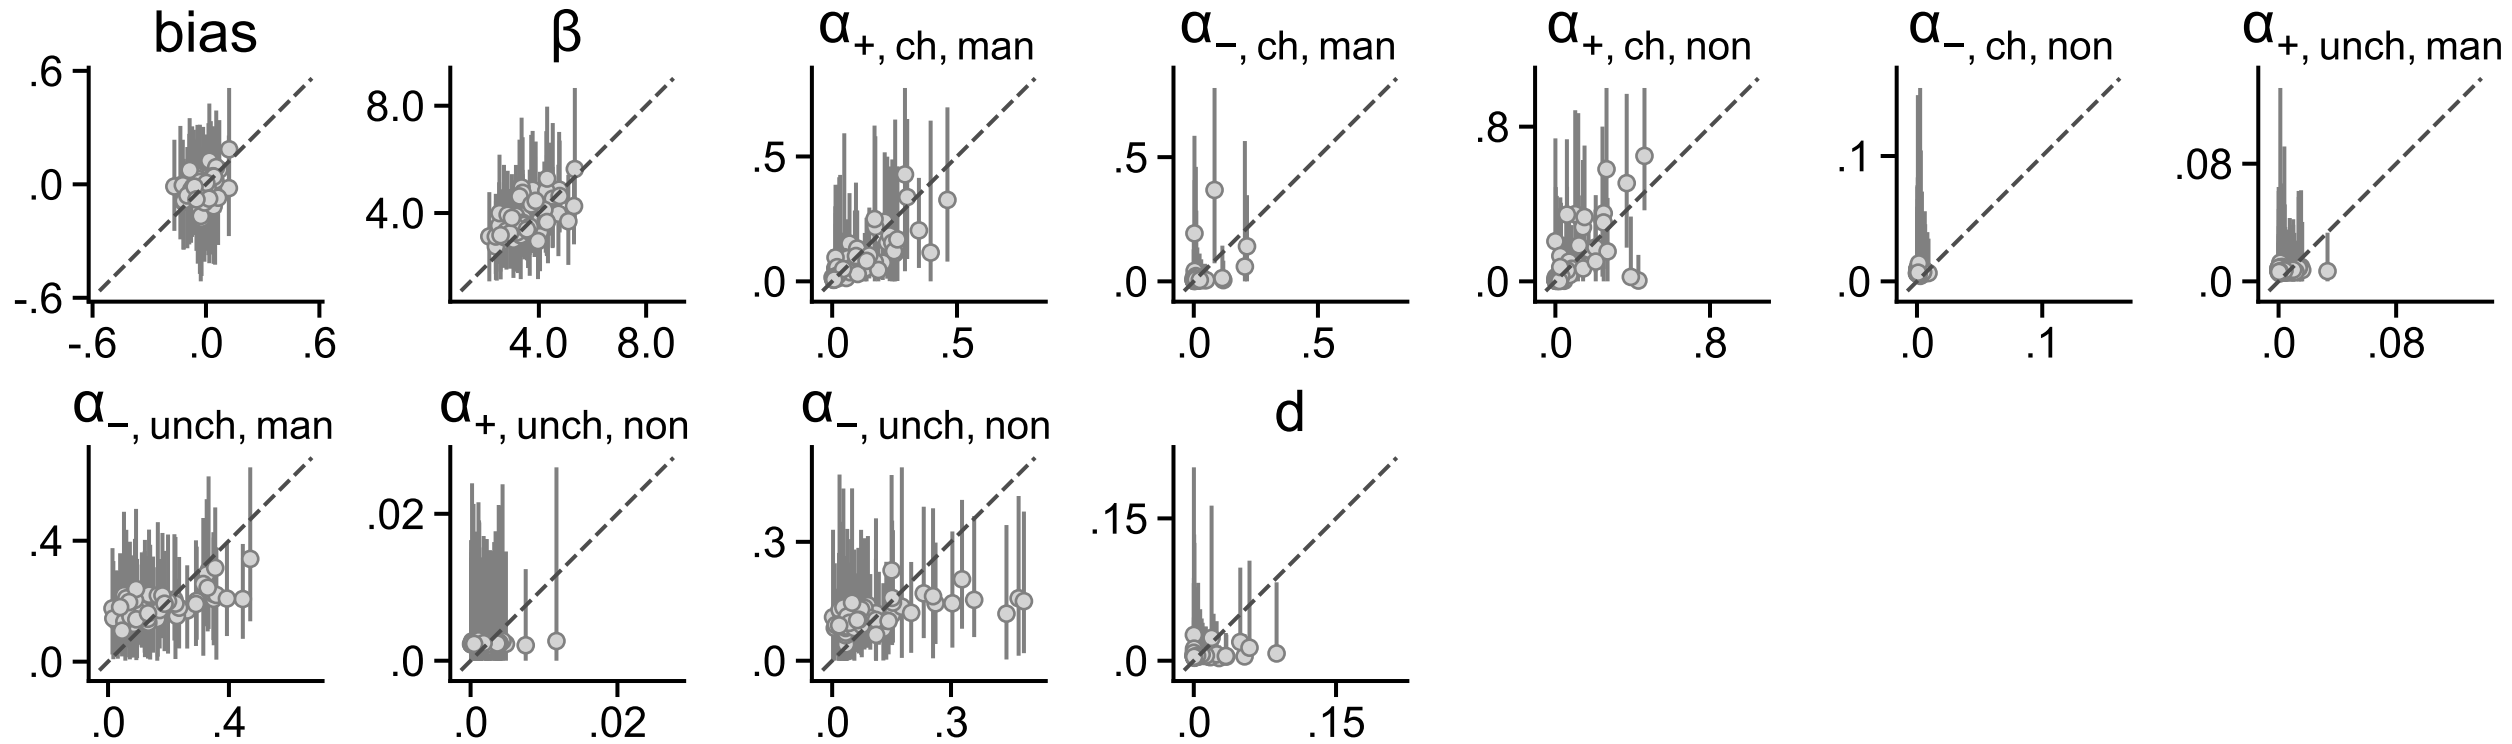 bias
β
α+, ch, man
α−, ch, man
α+, ch, non
α−, ch, non
α+, unch, man
.6
.0
-.6
-.6 .0 .6
8.0
4.0
4.0 8.0
.5
.0
.0 .5
.5
.0
.0 .5
.8
.0
.0 .8
.1
.0
.0 .1
.08
.0
.0 .08
α−, unch, man
α+, unch, non
α−, unch, non
d
.4
.0
.0 .4
.02
.0
.0 .02
.3
.0
.0 .3
.15
.0
.0 .15